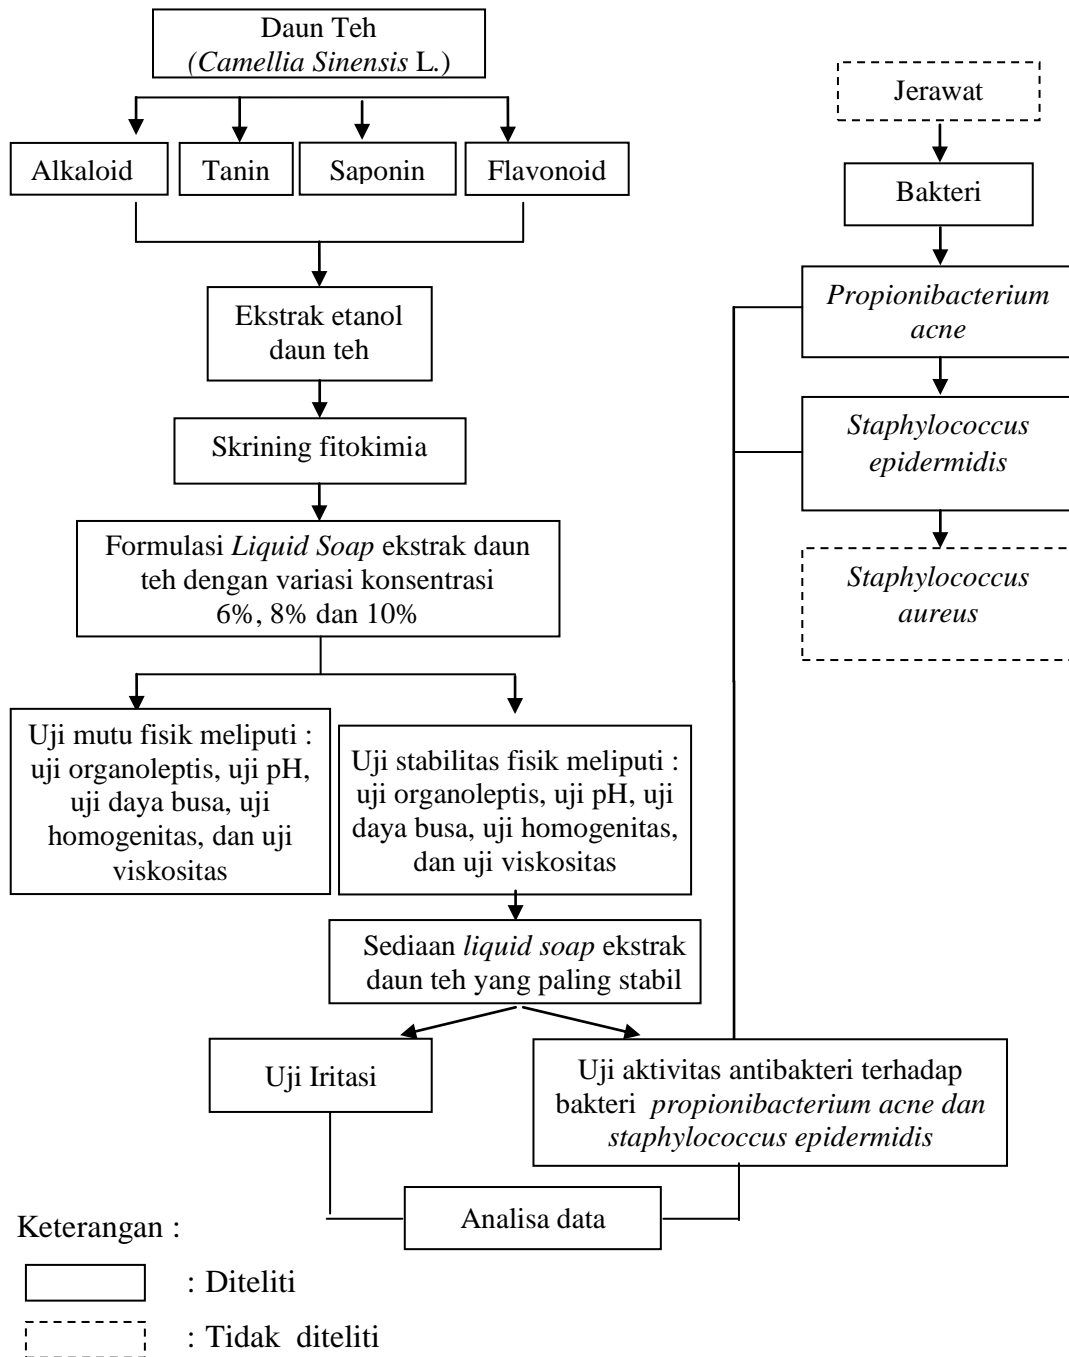 Daun Teh
(Camellia Sinensis L.)
Alkaloid
Tanin
Saponin
Flavonoid
Ekstrak etanol
daun teh
Skrining fitokimia
Formulasi Liquid Soap ekstrak daun
teh dengan variasi konsentrasi
6%, 8% dan 10%
Uji mutu fisik meliputi :
uji organoleptis, uji pH,
uji daya busa, uji
homogenitas, dan uji
viskositas
Uji stabilitas fisik meliputi :
uji organoleptis, uji pH, uji
daya busa, uji homogenitas,
dan uji viskositas
Sediaan liquid soap ekstrak
daun teh yang paling stabil
Jerawat
Bakteri
Propionibacterium
acne
Staphylococcus
epidermidis
Staphylococcus
aureus
Uji Iritasi
Uji aktivitas antibakteri terhadap
bakteri propionibacterium acne dan
staphylococcus epidermidis
Analisa data
Keterangan :
: Diteliti
: Tidak diteliti